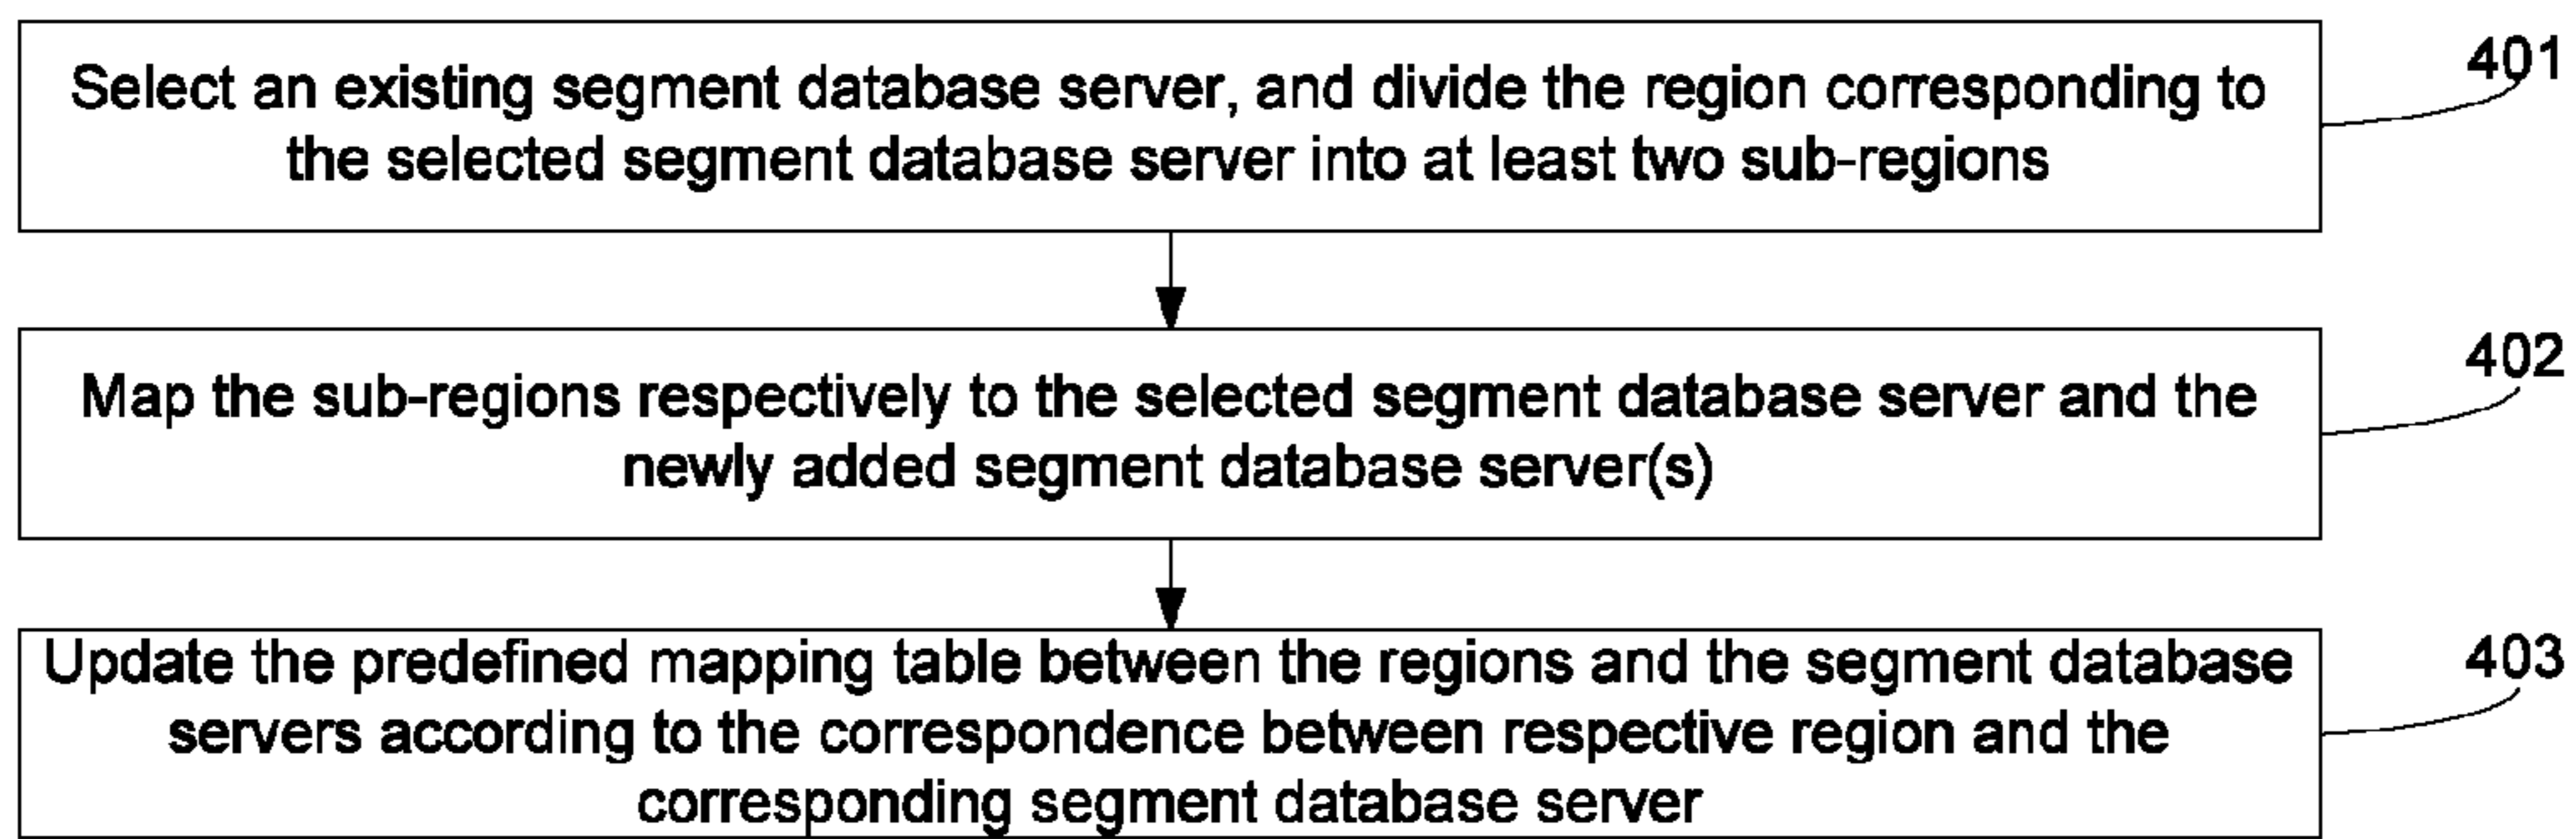 Select an existing segment database server, and divide the region corresponding to
the selected segment database server into at least two sub-regions
401
Map the sub-regions respectively to the selected segment database server and the
newly added segment database server(s)
402
Update the predefined mapping table between the regions and the segment database
servers according to the correspondence between respective region and the
corresponding segment database server
403